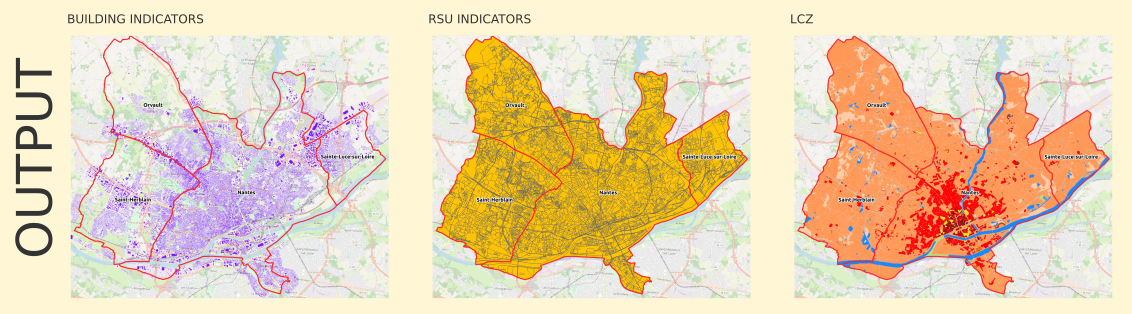 OUTPUT
BUILDING INDICATORS
Orvault
Sainte-Luce-sur-Loire
Nantes
Saint-Herblain
RSU INDICATORS
Orvault
Sainte-Luce-sur-Loire
Nantes
Saint-Herblain
LCZ
Orvault
Sainte-Luce-sur-Loire
Nantes
Saint-Herblain